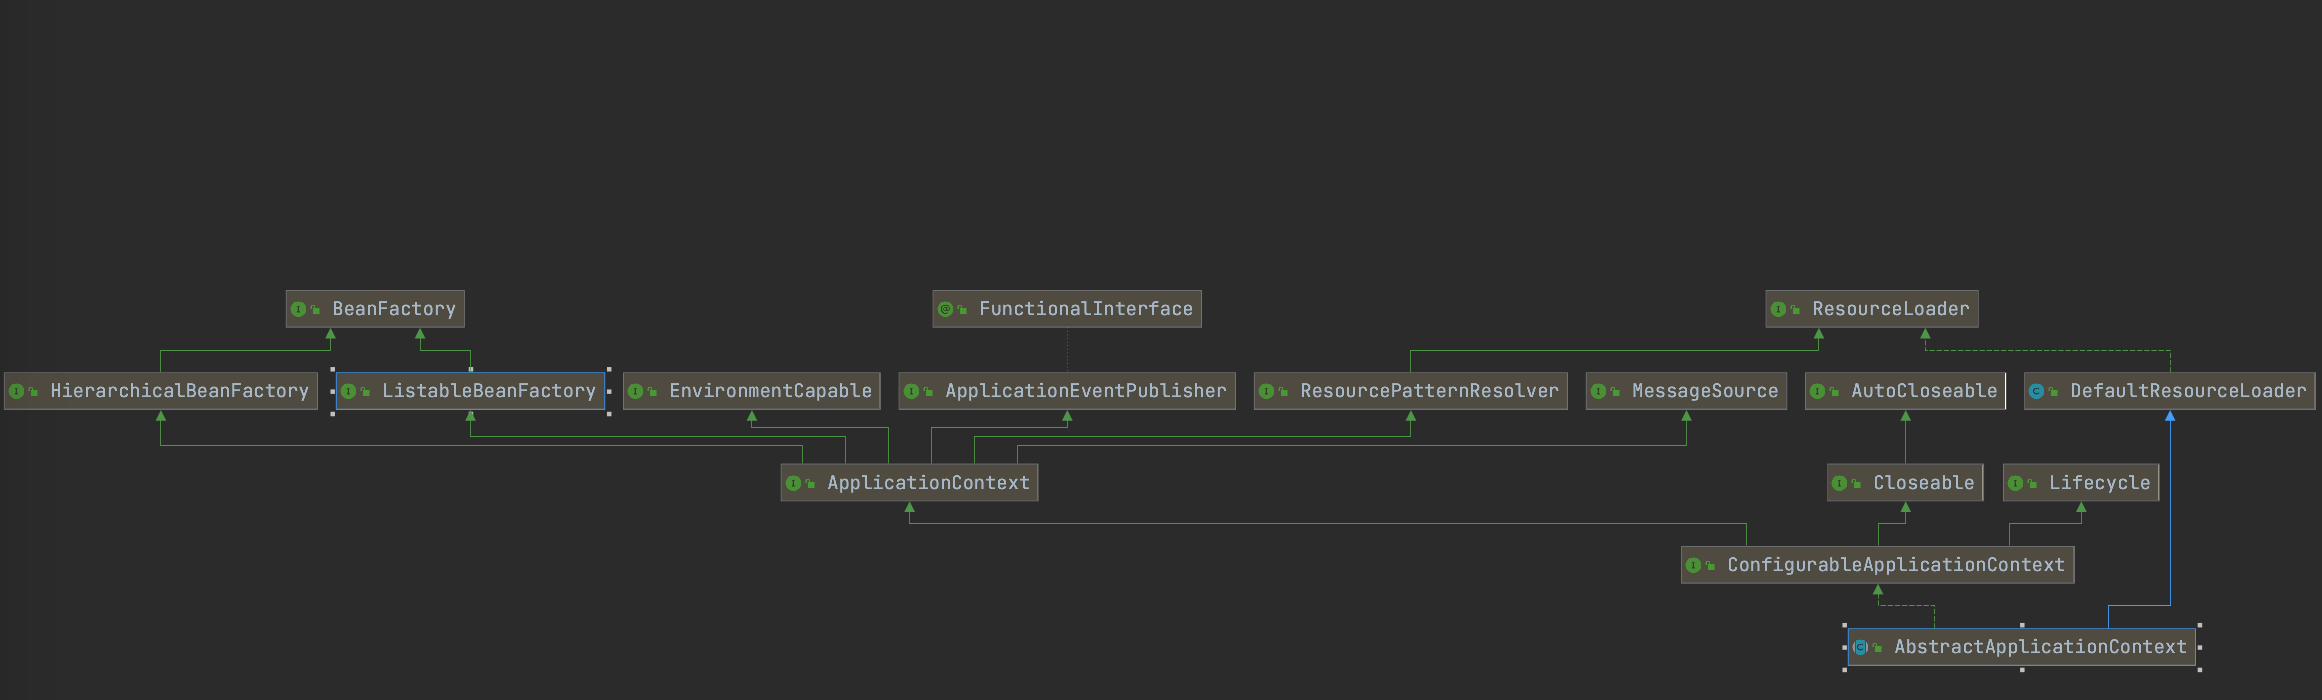 BeanFactory
FunctionalInterface
ResourceLoader
HierarchicalBeanFactory
ListableBeanFactory
EnvironmentCapable
ApplicationEventPublisher
ResourcePatternResolver
MessageSource
AutoCloseable
DefaultResourceLoader
ApplicationContext
Closeable
Lifecycle
ConfigurableApplicationContext
AbstractApplicationContext